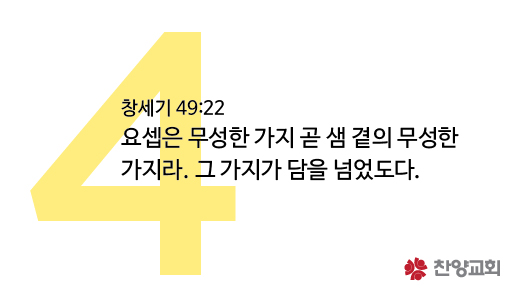 4
창세기 49:22
요셉은 무성한 가지 곧 샘 곁의 무성한
가지라. 그 가지가 담을 넘었도다.
찬양교회